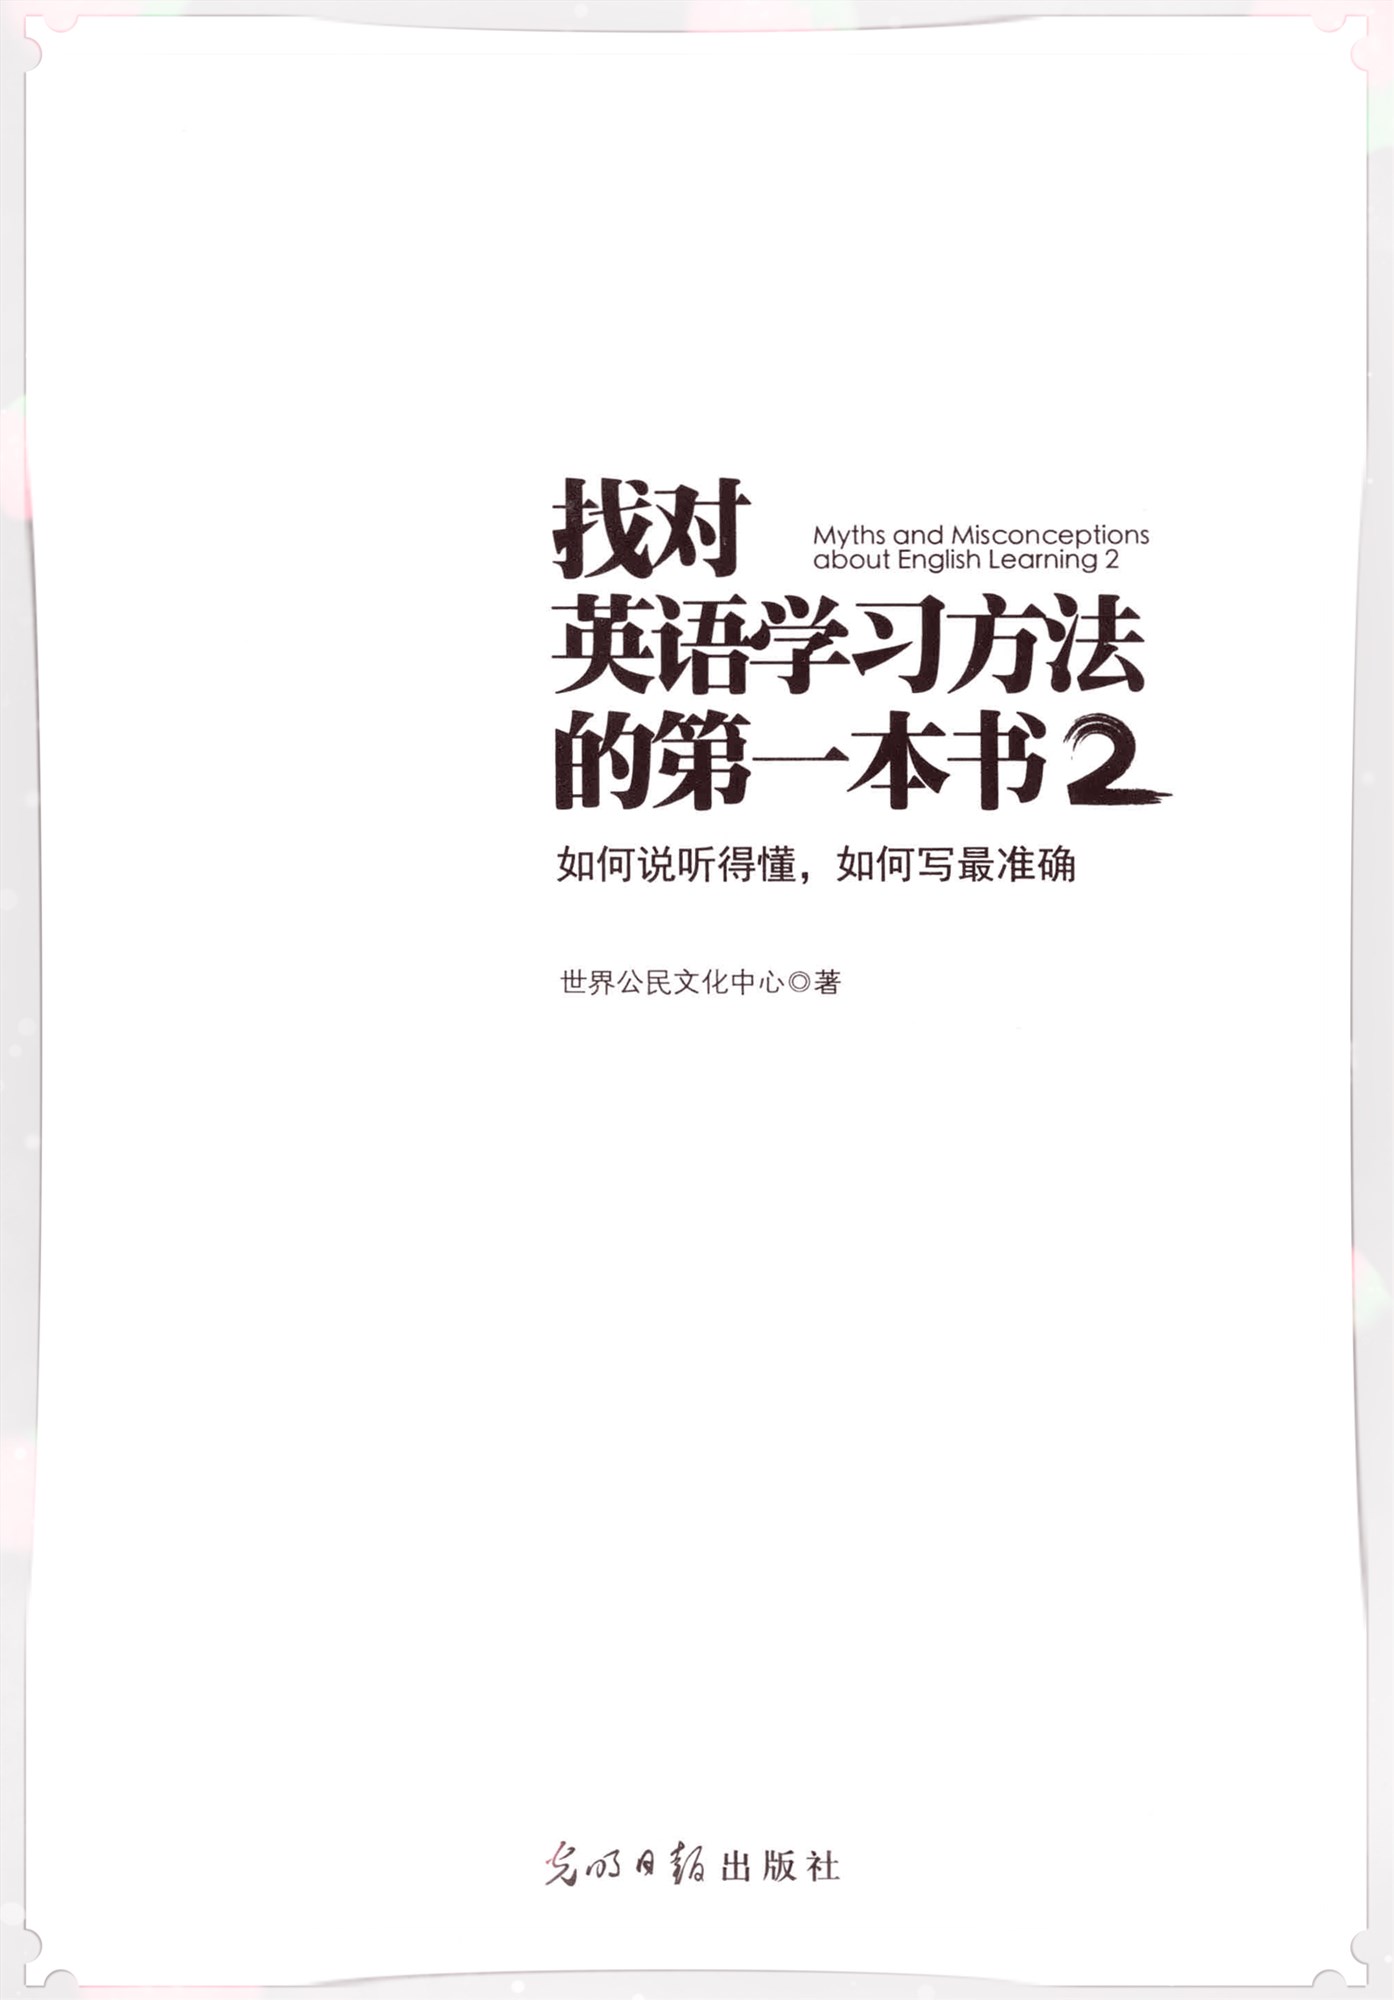 找对
Myths and Misconceptions
about English Learning 2
英语学习方法
的第一本书2
如何说听得懂，如何写最准确
世界公民文化中心◎著
光明日报出版社